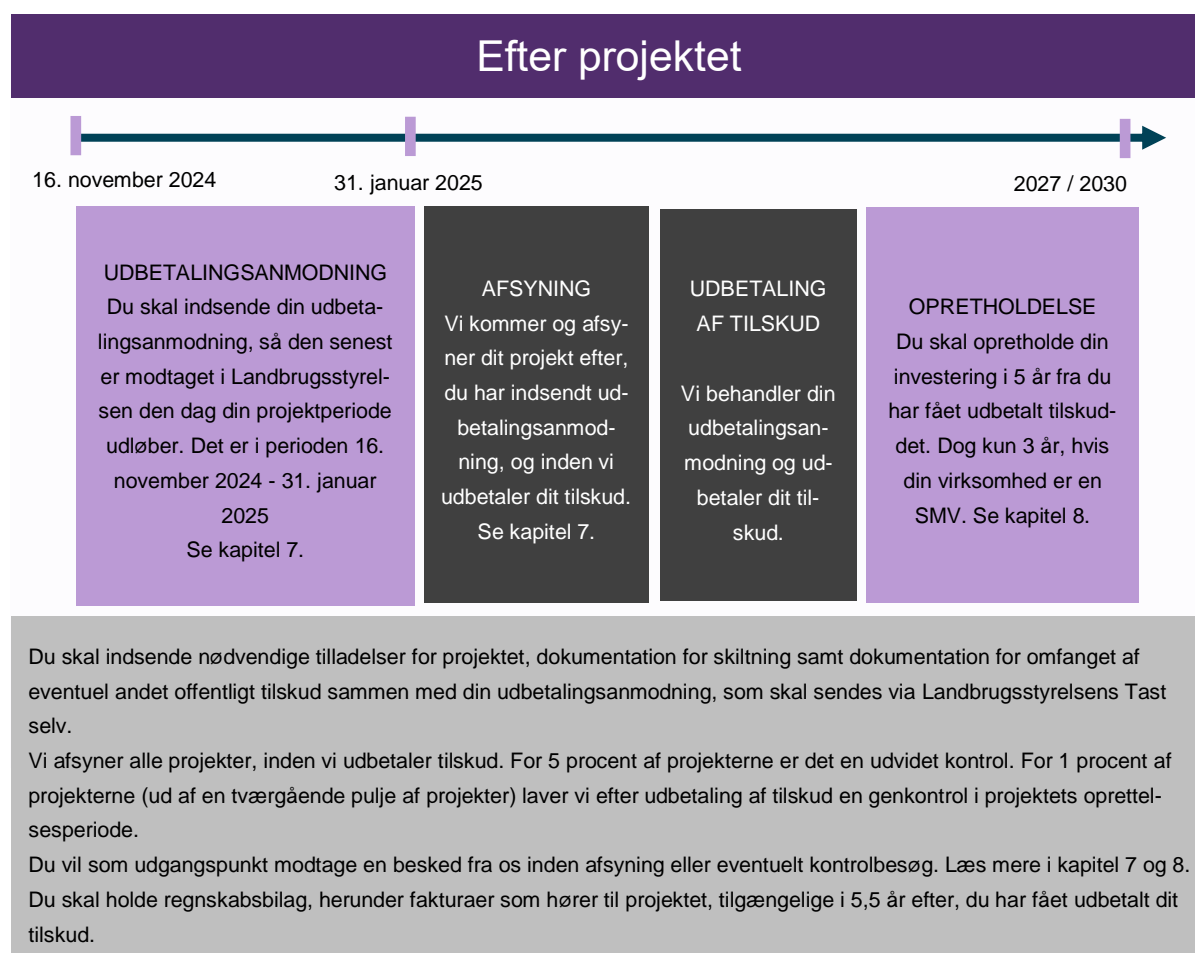 Efter projektet
16. november 2024
31. januar 2025
2027 / 2030
UDBETALINGSANMODNING
Du skal indsende din udbeta-
lingsanmodning, så den senest
er modtaget i Landbrugsstyrel-
sen den dag din projektperiode
udløber. Det er i perioden 16.
november 2024 - 31. januar
2025
Se kapitel 7.
AFSYNING
Vi kommer og afsy-
ner dit projekt efter,
du har indsendt ud-
betalingsanmod-
ning, og inden vi
udbetaler dit tilskud.
Se kapitel 7.
UDBETALING
AF TILSKUD
Vi behandler din
udbetalingsan-
modning og ud-
betaler dit til-
skud.
OPRETHOLDELSE
Du skal opretholde din
investering i 5 år fra du
har fået udbetalt tilskud-
det. Dog kun 3 år, hvis
din virksomhed er en
SMV. Se kapitel 8.
Du skal indsende nødvendige tilladelser for projektet, dokumentation for skiltning samt dokumentation for omfanget af
eventuel andet offentligt tilskud sammen med din udbetalingsanmodning, som skal sendes via Landbrugsstyrelsens Tast
selv.
Vi afsyner alle projekter, inden vi udbetaler tilskud. For 5 procent af projekterne er det en udvidet kontrol. For 1 procent af
projekterne (ud af en tværgående pulje af projekter) laver vi efter udbetaling af tilskud en genkontrol i projektets oprettel-
sesperiode.
Du vil som udgangspunkt modtage en besked fra os inden afsyning eller eventuelt kontrolbesøg. Læs mere i kapitel 7 og 8.
Du skal holde regnskabsbilag, herunder fakturaer som hører til projektet, tilgængelige i 5,5 år efter, du har fået udbetalt dit
tilskud.